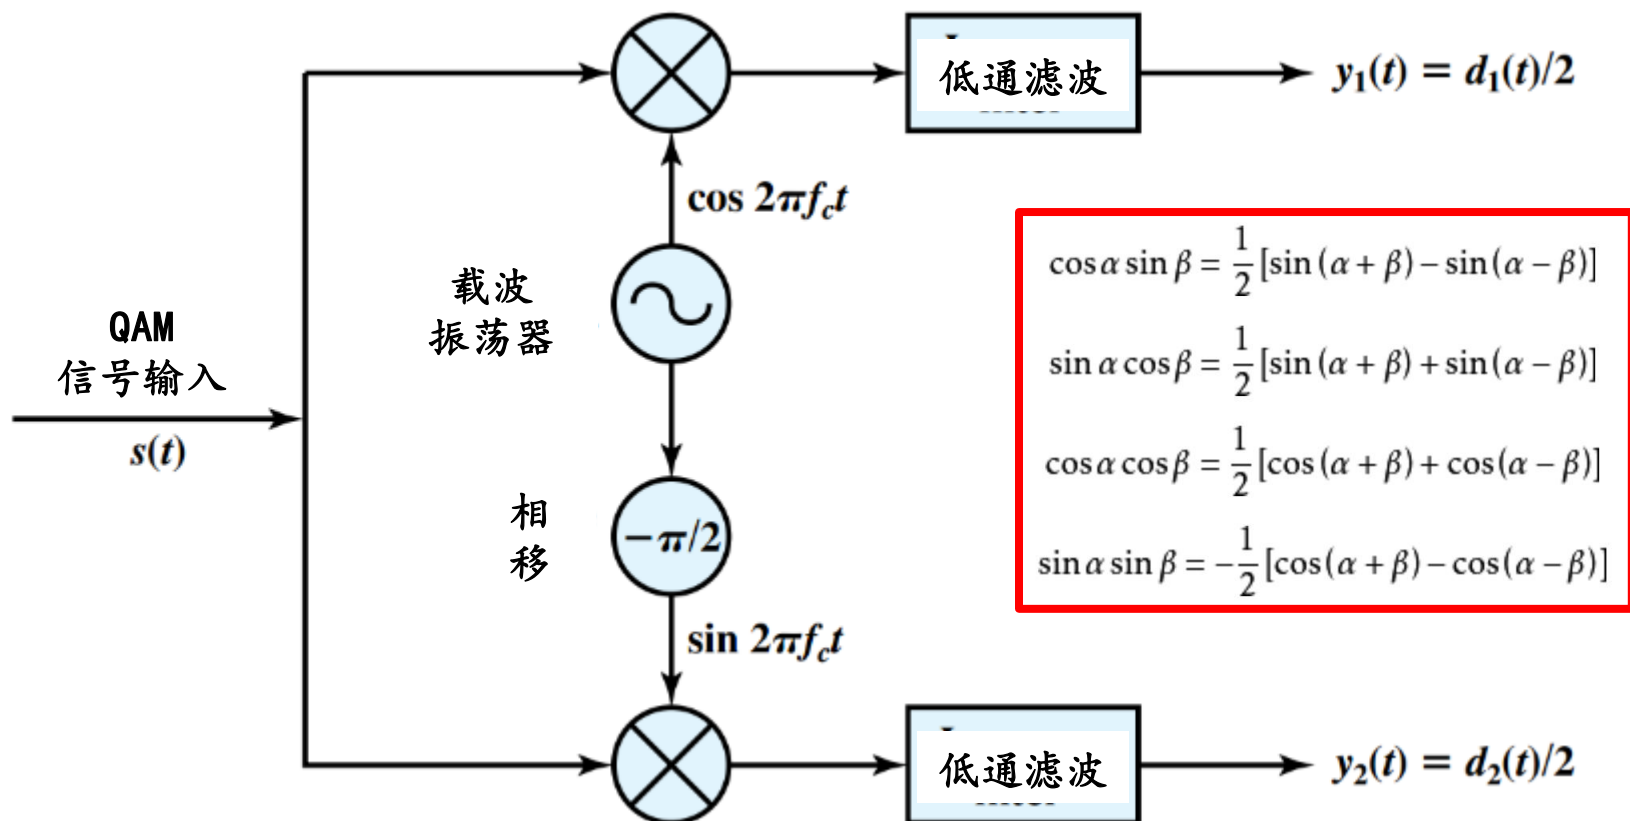 低通滤波
y₁(t) = d₁(t)/2
cos 2πf_ct
载波
振荡器
QAM
信号输入
s(t)
相
移
−π/2
sin 2πf_ct
cos α sin β = 1/2 [sin (α + β) − sin(α − β)]
sin α cos β = 1/2 [sin (α + β) + sin(α − β)]
cos α cos β = 1/2 [cos (α + β) + cos(α − β)]
sin α sin β = −1/2 [cos(α + β) − cos(α − β)]
低通滤波
y₂(t) = d₂(t)/2